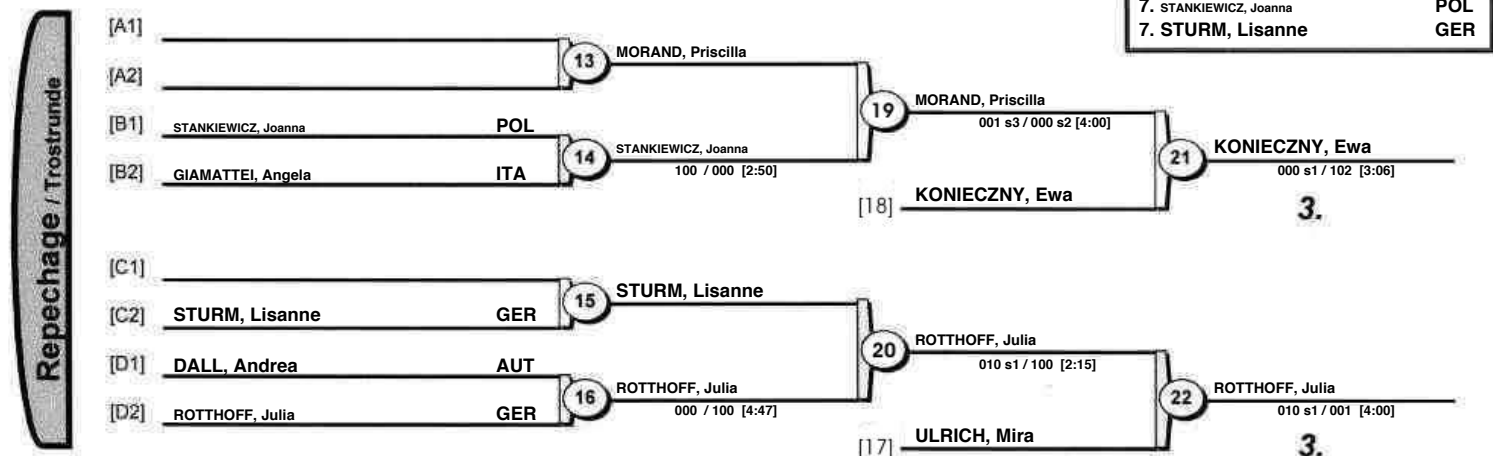 7. STANKIEWICZ, Joanna POL
7. STURM, Lisanne GER
Repechage / Trostrunde
[A1]
[A2]
13 MORAND, Priscilla
[B1] STANKIEWICZ, Joanna POL
[B2] GIAMATTEI, Angela ITA
14 STANKIEWICZ, Joanna
100 / 000 [2:50]
19 MORAND, Priscilla
001 s3 / 000 s2 [4:00]
[18] KONIECZNY, Ewa
21 KONIECZNY, Ewa
000 s1 / 102 [3:06]
3.
[C1]
[C2] STURM, Lisanne GER
15 STURM, Lisanne
[D1] DALL, Andrea AUT
[D2] ROTTHOFF, Julia GER
16 ROTTHOFF, Julia
000 / 100 [4:47]
20 ROTTHOFF, Julia
010 s1 / 100 [2:15]
[17] ULRICH, Mira
22 ROTTHOFF, Julia
010 s1 / 001 [4:00]
3.